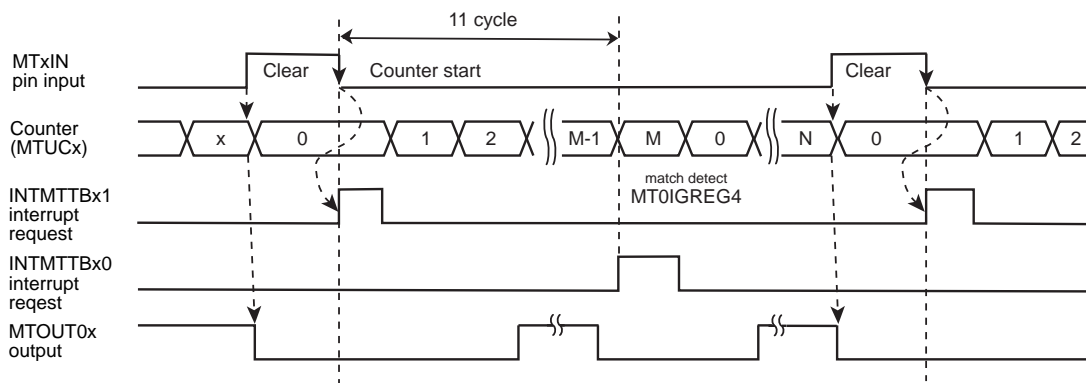 11 cycle
MTxIN
pin input
Clear
Counter start
Clear
Counter
(MTUCx)
x 0 1 2 M-1 M 0 N 0 1 2
match detect
MT0IGREG4
INTMTTBx1
interrupt
request
INTMTTBx0
interrupt
reqest
MTOUT0x
output